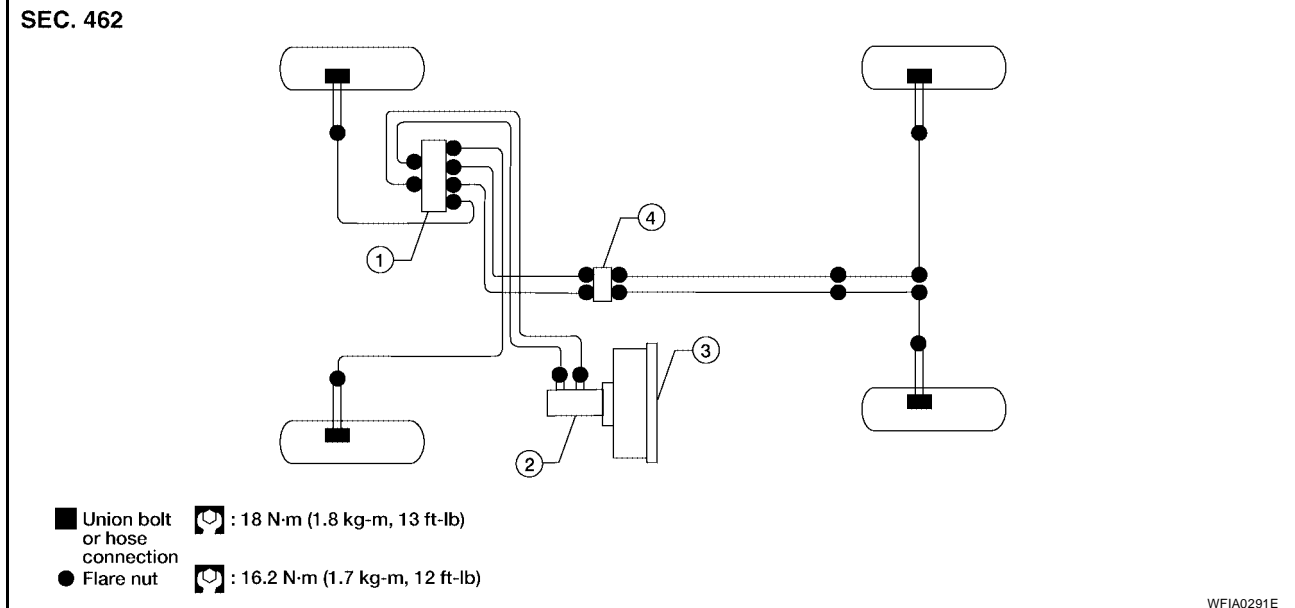 SEC. 462
1
4
3
2
Union bolt : 18 N·m (1.8 kg-m, 13 ft-lb)
or hose
connection
Flare nut : 16.2 N·m (1.7 kg-m, 12 ft-lb)
WFIA0291E